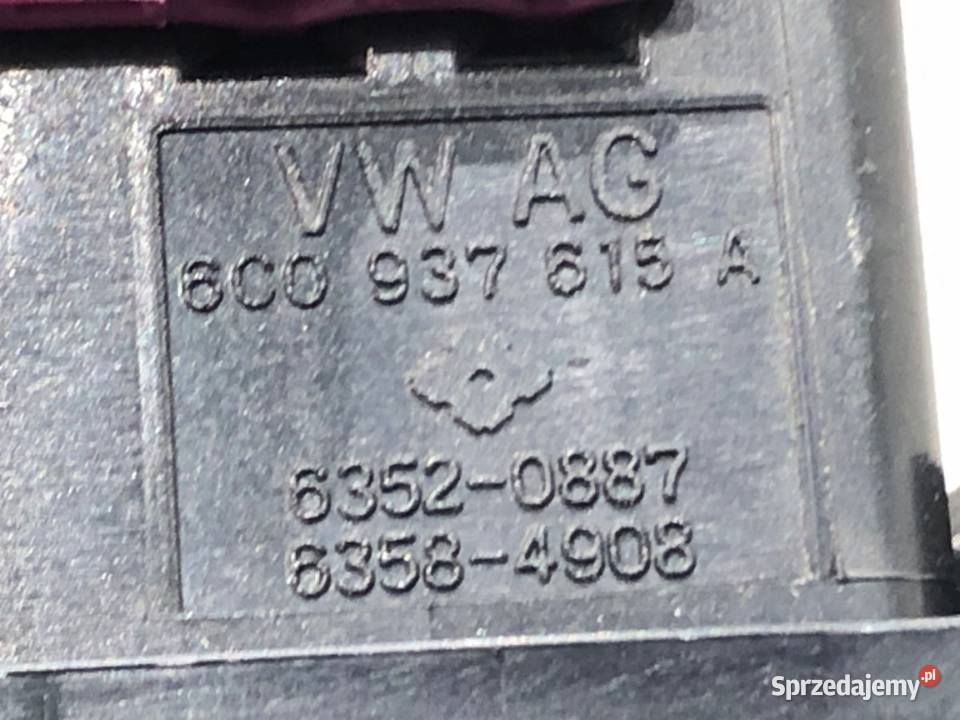 VW AG
6C0 937 615 A
6352-0887
6358-4908
Sprzedajemy.pl